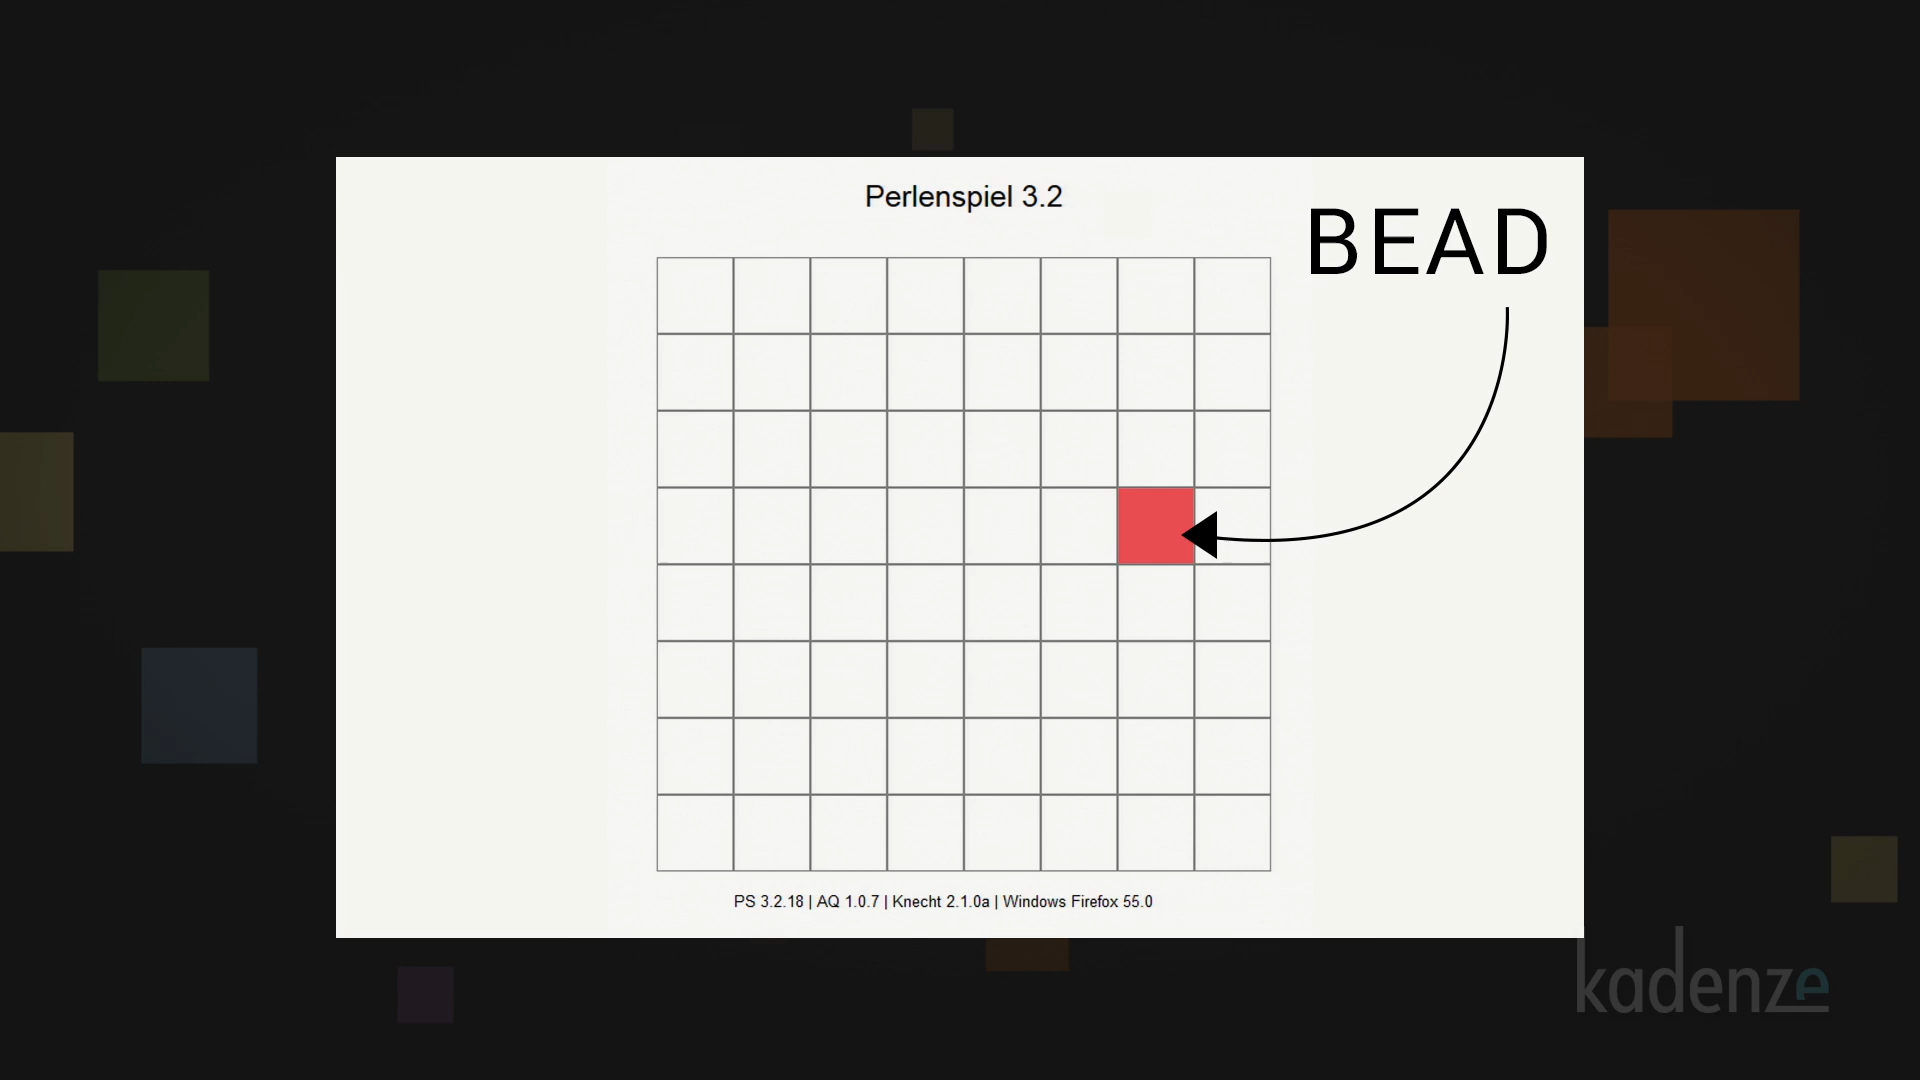 Perlenspiel 3.2
BEAD
PS 3.2.18 | AQ 1.0.7 | Knecht 2.1.0a | Windows Firefox 55.0
kadenze